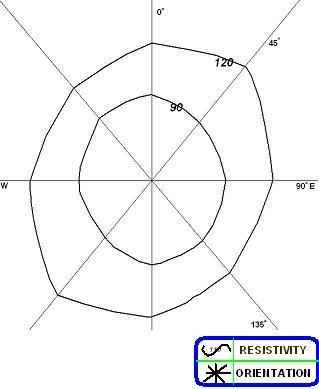 0°
45°
120
90
W
90°E
135°
RESISTIVITY
ORIENTATION